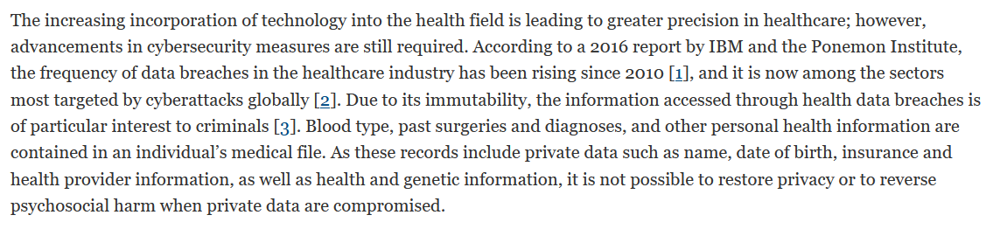 The increasing incorporation of technology into the health field is leading to greater precision in healthcare; however,
advancements in cybersecurity measures are still required. According to a 2016 report by IBM and the Ponemon Institute,
the frequency of data breaches in the healthcare industry has been rising since 2010 [1], and it is now among the sectors
most targeted by cyberattacks globally [2]. Due to its immutability, the information accessed through health data breaches is
of particular interest to criminals [3]. Blood type, past surgeries and diagnoses, and other personal health information are
contained in an individual’s medical file. As these records include private data such as name, date of birth, insurance and
health provider information, as well as health and genetic information, it is not possible to restore privacy or to reverse
psychosocial harm when private data are compromised.